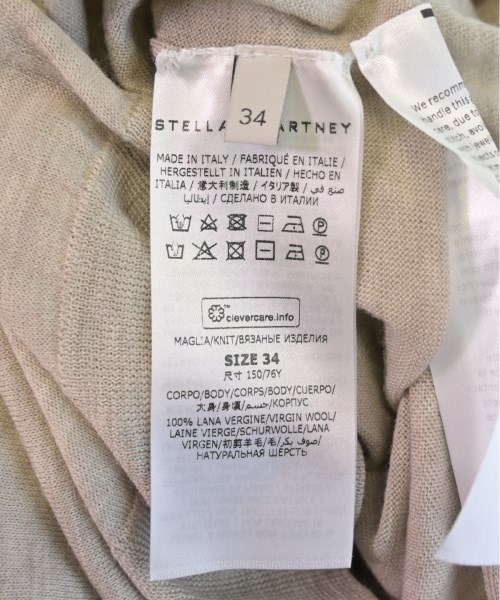 34
STELLA McCARTNEY
MADE IN ITALY / FABRIQUÉ EN ITALIE /
HERGESTELLT IN ITALIEN / HECHO EN
ITALIA / 意大利制造 / イタリア製 / صنع في
إيطاليا / СДЕЛАНО В ИТАЛИИ
clevercare.info
MAGLIA/KNIT/ВЯЗАНЫЕ ИЗДЕЛИЯ
SIZE 34
尺寸 150/76Y
CORPO/BODY/CORPS/BODY/CUERPO/
大身/身頃/جسم/КОРПУС
100% LANA VERGINE/VIRGIN WOOL/
LAINE VIERGE/SCHURWOLLE/LANA
VIRGEN/初剪羊毛/毛/صوف بكر/
НАТУРАЛЬНАЯ ШЕРСТЬ
We recomm
handle this